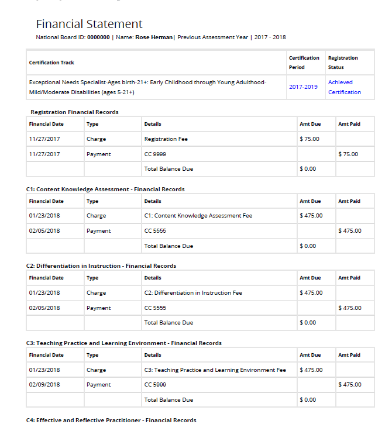 Financial Statement
National Board ID: 0000000 | Name: Rose Herman| Previous Assessment Year | 2017 - 2018
Certification Track Certification Period Registration Status
Exceptional Needs Specialist-Ages birth-21+: Early Childhood through Young Adulthood
Mild/Moderate Disabilities (ages 5-21+) 2017-2019 Achieved Certification
Registration Financial Records
Financial Date Type Details Amt Due Amt Paid
11/27/2017 Charge Registration Fee $ 75.00
11/27/2017 Payment CC 9999 $ 75.00
Total Balance Due $ 0.00
C1: Content Knowledge Assessment - Financial Records
Financial Date Type Details Amt Due Amt Paid
01/23/2018 Charge C1: Content Knowledge Assessment Fee $ 475.00
02/05/2018 Payment CC 5555 $ 475.00
Total Balance Due $ 0.00
C2: Differentiation in Instruction - Financial Records
Financial Date Type Details Amt Due Amt Paid
01/23/2018 Charge C2: Differentiation in Instruction Fee $ 475.00
02/05/2018 Payment CC 5555 $ 475.00
Total Balance Due $ 0.00
C3: Teaching Practice and Learning Environment - Financial Records
Financial Date Type Details Amt Due Amt Paid
01/23/2018 Charge C3: Teaching Practice and Learning Environment Fee $ 475.00
02/09/2018 Payment CC $ 475.00
Total Balance Due $ 0.00
C4: Effective and Reflective Practitioner - Financial Records